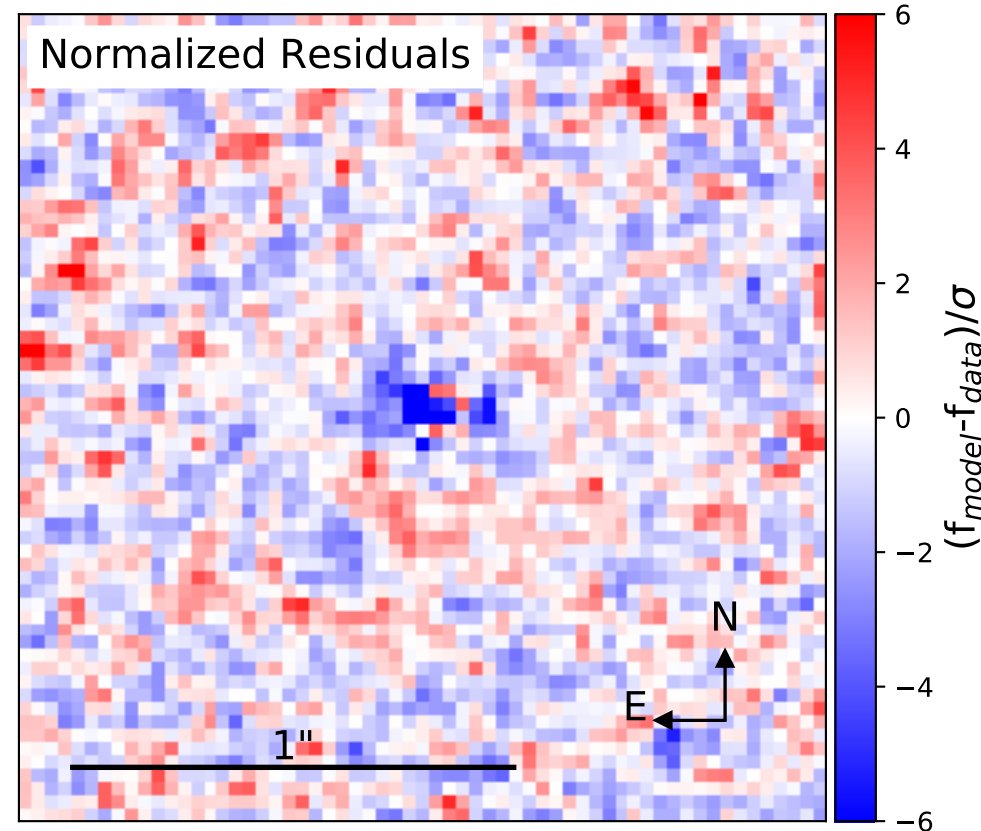 Normalized Residuals
6
4
2
0
−2
−4
−6
(f_model-f_data)/σ
N
E
1"